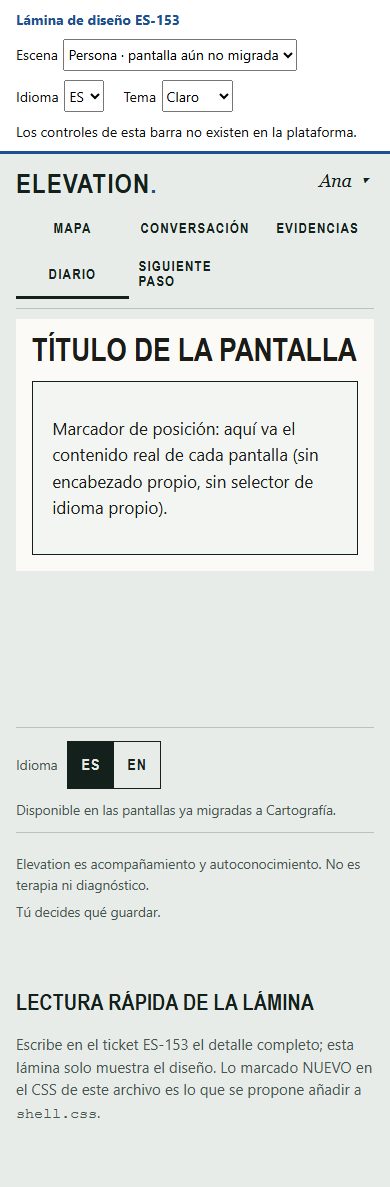 Lámina de diseño ES-153
Escena Persona · pantalla aún no migrada
Idioma ES Tema Claro
Los controles de esta barra no existen en la plataforma.
ELEVATION. Ana ▾
MAPA CONVERSACIÓN EVIDENCIAS
DIARIO SIGUIENTE
PASO
TÍTULO DE LA PANTALLA
Marcador de posición: aquí va el
contenido real de cada pantalla (sin
encabezado propio, sin selector de
idioma propio).
Idioma ES EN
Disponible en las pantallas ya migradas a Cartografía.
Elevation es acompañamiento y autoconocimiento. No es
terapia ni diagnóstico.
Tú decides qué guardar.
LECTURA RÁPIDA DE LA LÁMINA
Escribe en el ticket ES-153 el detalle completo; esta
lámina solo muestra el diseño. Lo marcado NUEVO en
el CSS de este archivo es lo que se propone añadir a
shell.css.